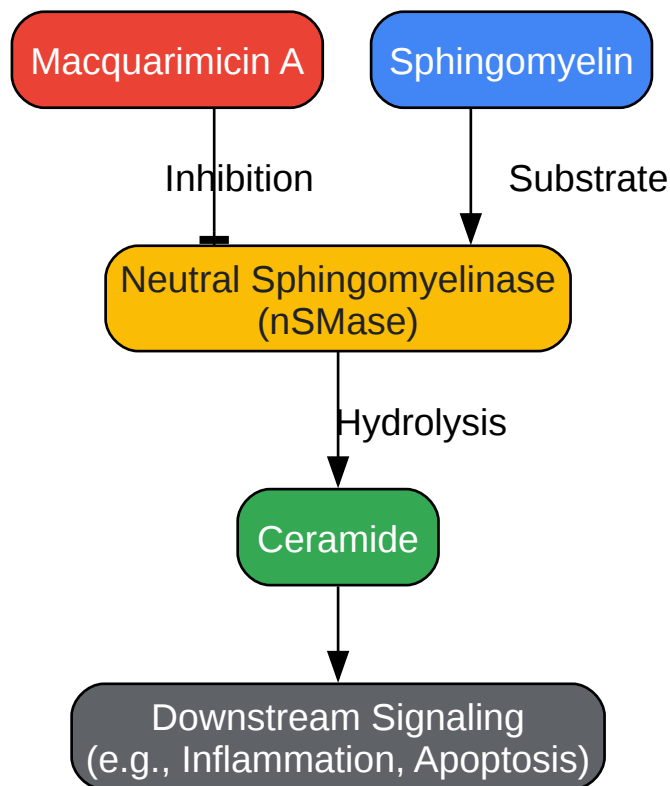 Macquarimicin A
Sphingomyelin
Inhibition
Substrate
Neutral Sphingomyelinase
(nSMase)
Hydrolysis
Ceramide
Downstream Signaling
(e.g., Inflammation, Apoptosis)